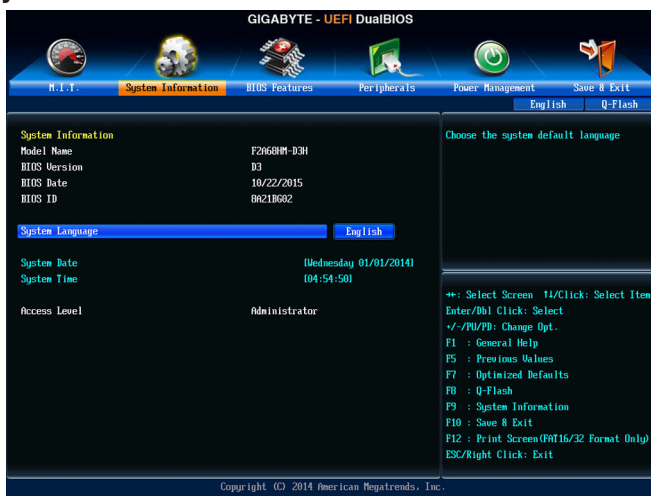 GIGABYTE - UEFI DualBIOS
M.I.T.
System Information
BIOS Features
Peripherals
Power Management
Save & Exit
English
Q-Flash
System Information
Model Name F2A68HM-D3H
BIOS Version D3
BIOS Date 10/22/2015
BIOS ID 8A21BG02
System Language English
System Date [Wednesday 01/01/2014]
System Time [04:54:50]
Access Level Administrator
Choose the system default language
→←: Select Screen ↑↓/Click: Select Item
Enter/Dbl Click: Select
+/-/PU/PD: Change Opt.
F1 : General Help
F5 : Previous Values
F7 : Optimized Defaults
F8 : Q-Flash
F9 : System Information
F10 : Save & Exit
F12 : Print Screen(FAT16/32 Format Only)
ESC/Right Click: Exit
Copyright (C) 2014 American Megatrends, Inc.